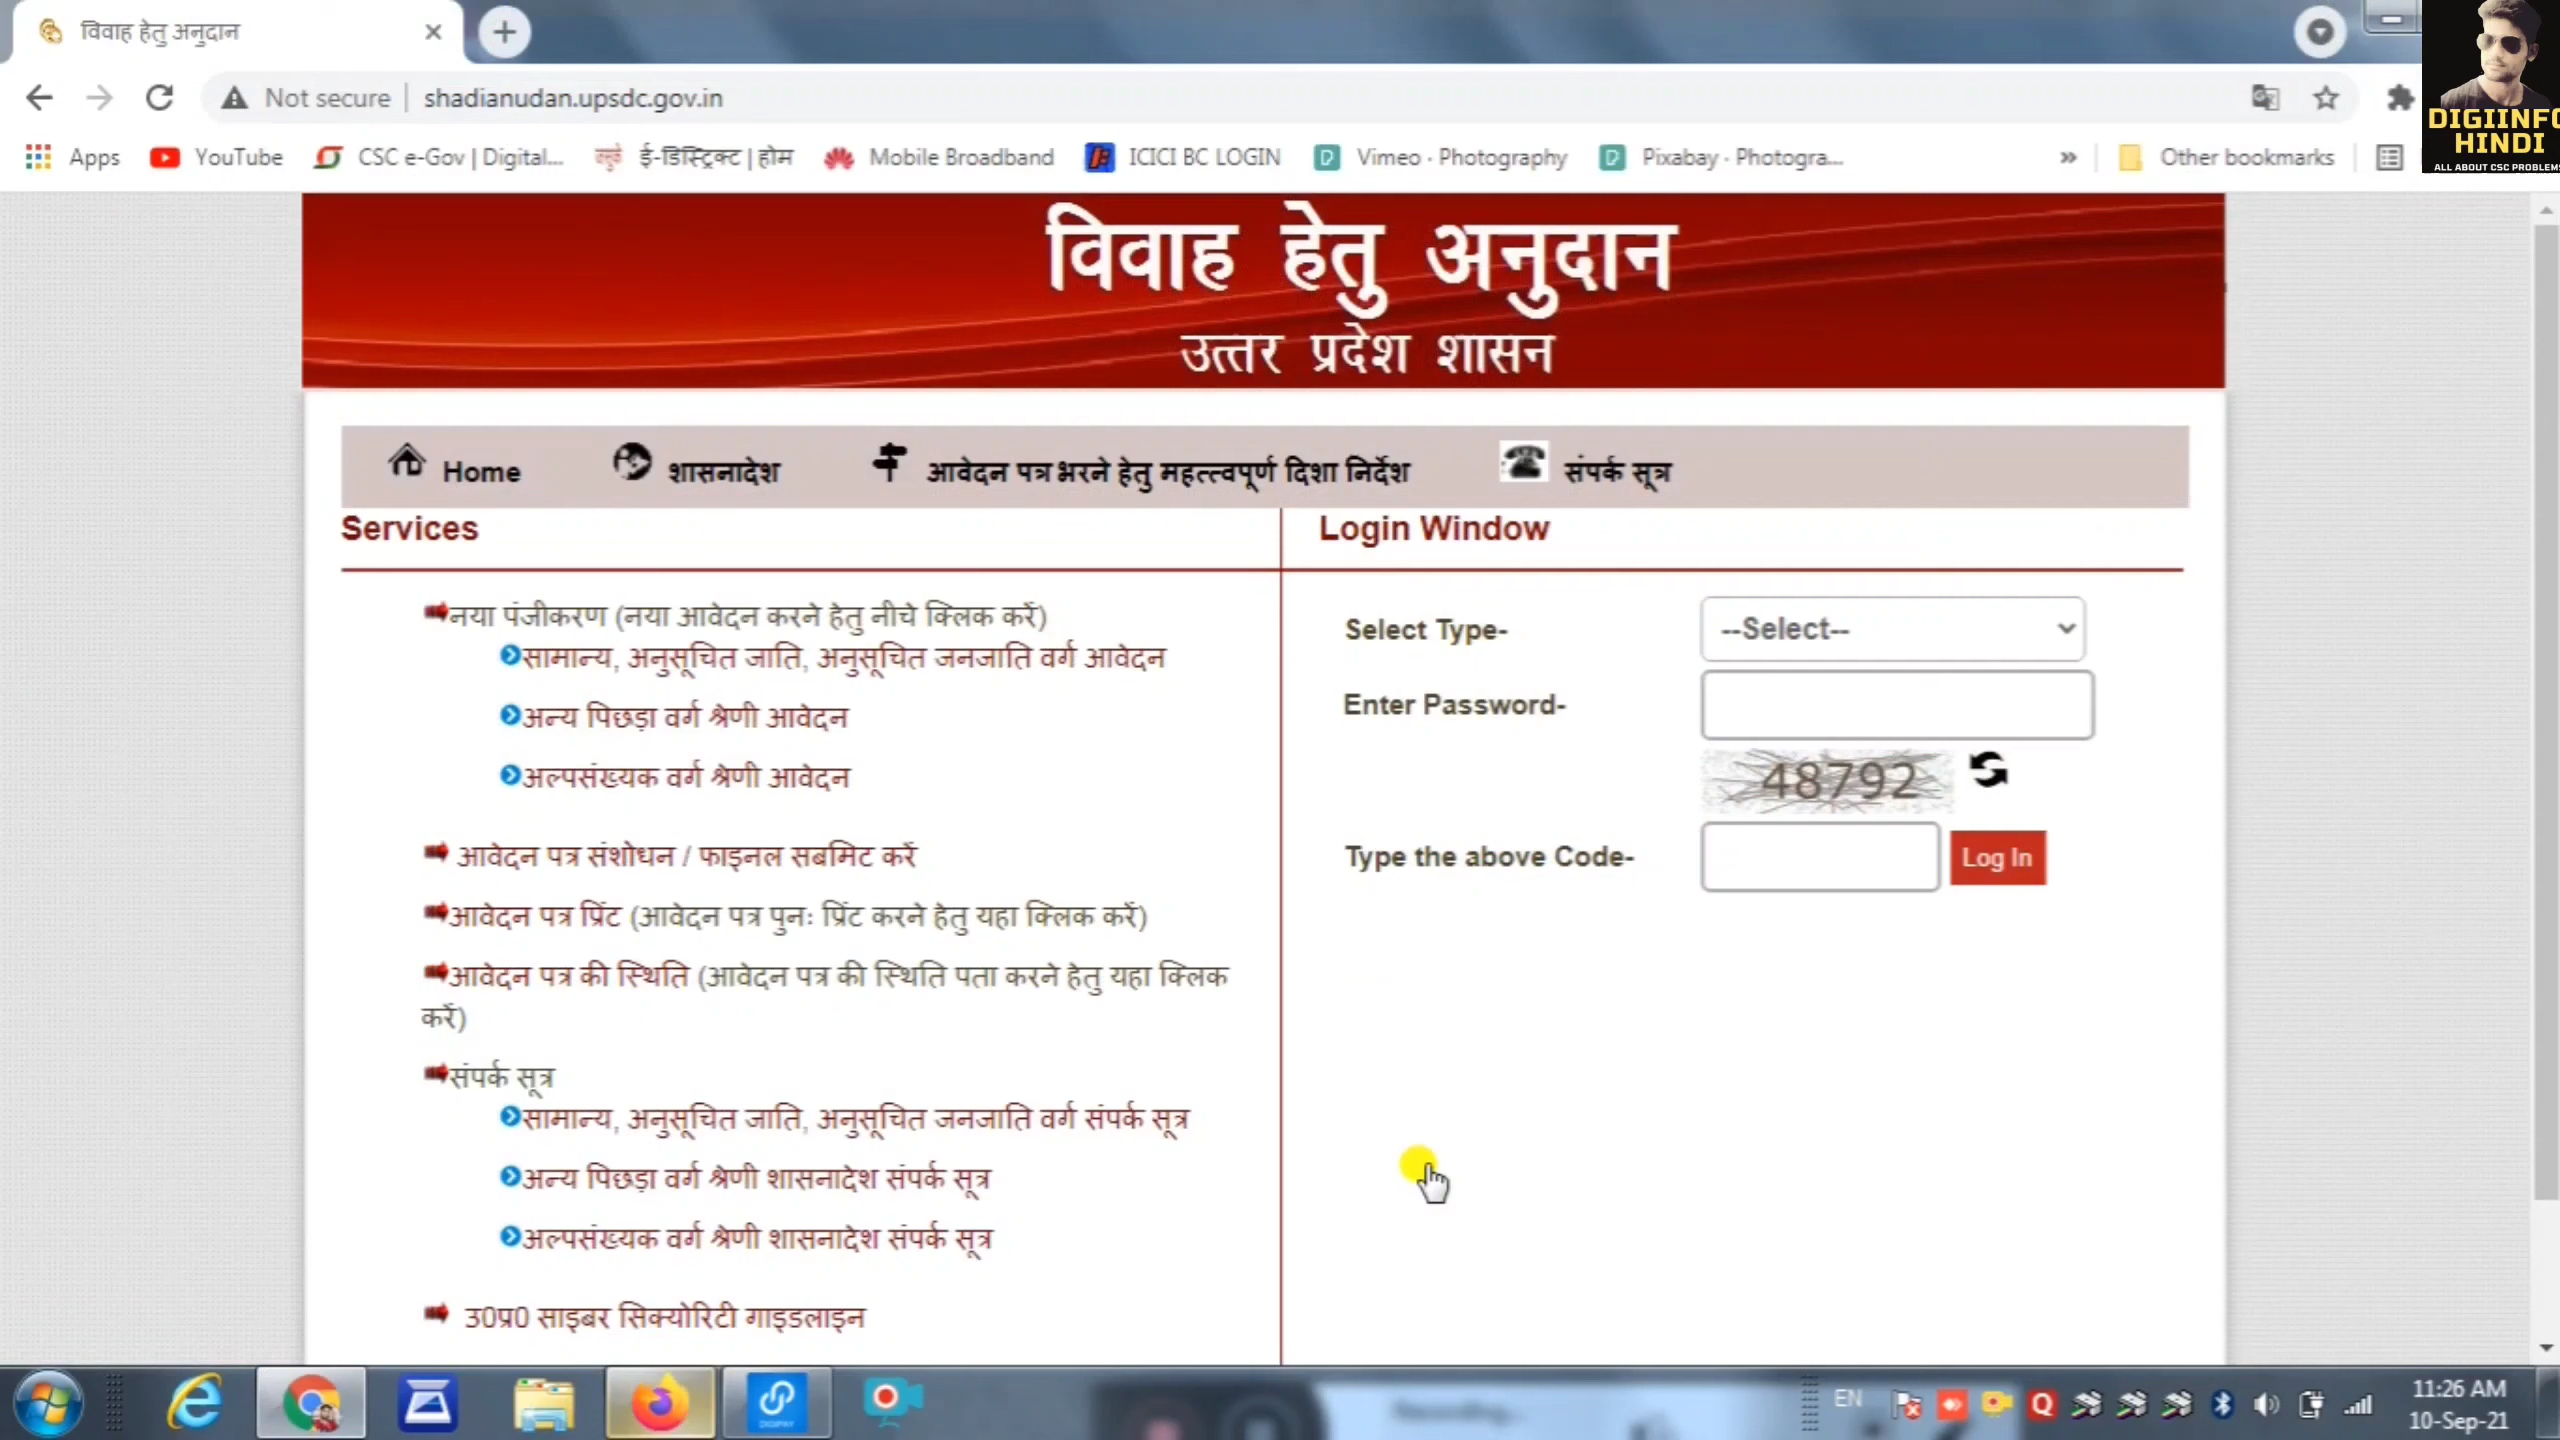 विवाह हेतु अनुदान
Not secure | shadianudan.upsdc.gov.in
Apps YouTube CSC e-Gov | Digital... ई-डिस्ट्रिक्ट | होम Mobile Broadband ICICI BC LOGIN Vimeo · Photography Pixabay · Photogra... » Other bookmarks
DIGIINFO
HINDI
ALL ABOUT CSC PROBLEMS
विवाह हेतु अनुदान
उत्तर प्रदेश शासन
Home शासनादेश आवेदन पत्र भरने हेतु महत्त्वपूर्ण दिशा निर्देश संपर्क सूत्र
Services
नया पंजीकरण (नया आवेदन करने हेतु नीचे क्लिक करें)
सामान्य, अनुसूचित जाति, अनुसूचित जनजाति वर्ग आवेदन
अन्य पिछड़ा वर्ग श्रेणी आवेदन
अल्पसंख्यक वर्ग श्रेणी आवेदन
आवेदन पत्र संशोधन / फाइनल सबमिट करें
आवेदन पत्र प्रिंट (आवेदन पत्र पुनः प्रिंट करने हेतु यहा क्लिक करें)
आवेदन पत्र की स्थिति (आवेदन पत्र की स्थिति पता करने हेतु यहा क्लिक
करें)
संपर्क सूत्र
सामान्य, अनुसूचित जाति, अनुसूचित जनजाति वर्ग संपर्क सूत्र
अन्य पिछड़ा वर्ग श्रेणी शासनादेश संपर्क सूत्र
अल्पसंख्यक वर्ग श्रेणी शासनादेश संपर्क सूत्र
उ0प्र0 साइबर सिक्योरिटी गाइडलाइन
Login Window
Select Type- --Select--
Enter Password-
48792
Type the above Code- Log In
DIGIPAY
EN
11:26 AM
10-Sep-21